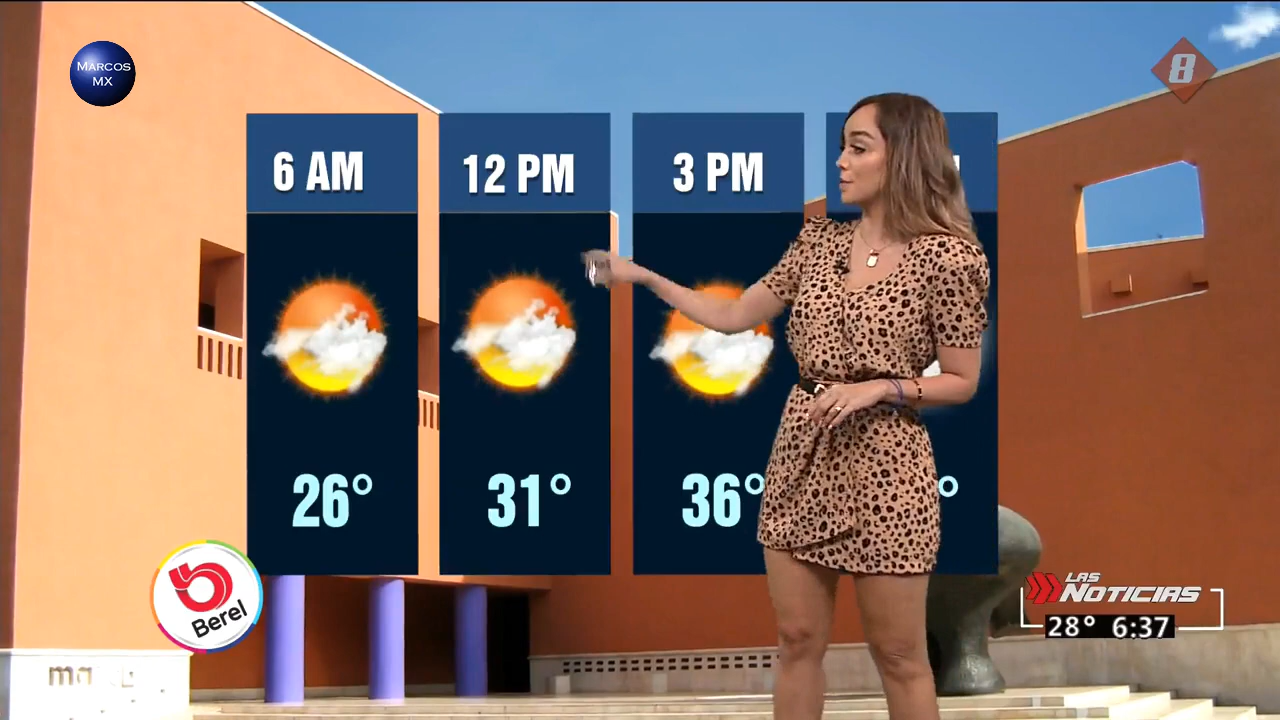 MARCOS
MX
8
6 AM
12 PM
3 PM
26°
31°
36°
Berel
LAS
NOTICIAS
28° 6:37